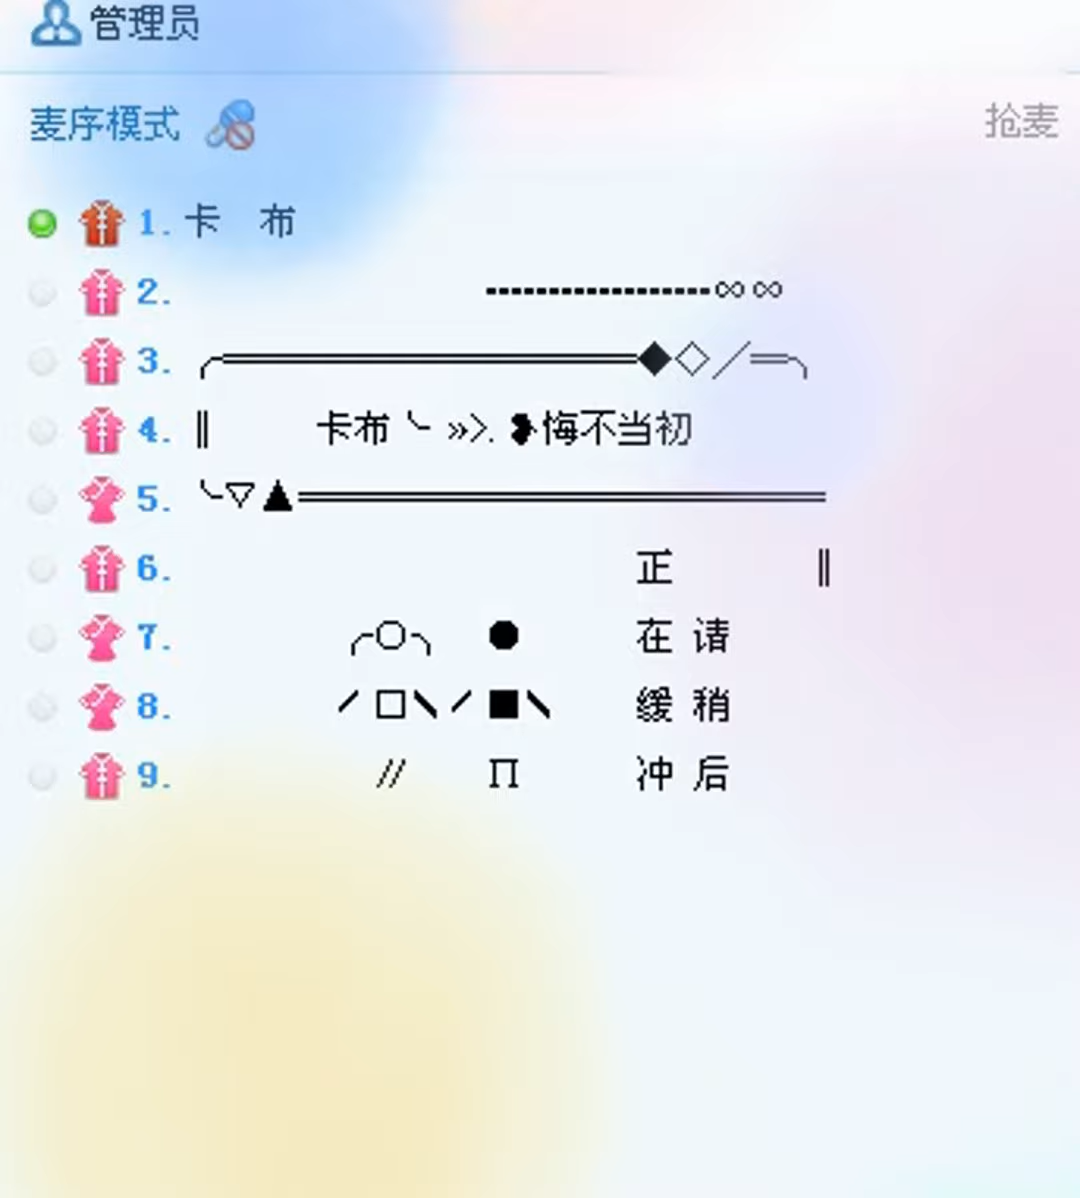 管理员
麦序模式 抢麦
1. 卡 布
2. ┅┅┅┅┅┅∞∞
3. ╭═══════════◆◇╱═╮
4. ‖ 卡布╰ »>. ❥悔不当初
5. ╰▽▲══════════════
6. 正 ‖
7. ╭○╮ ● 在 请
8. / □ \ / ■ \ 缓 稍
9. // Π 冲 后